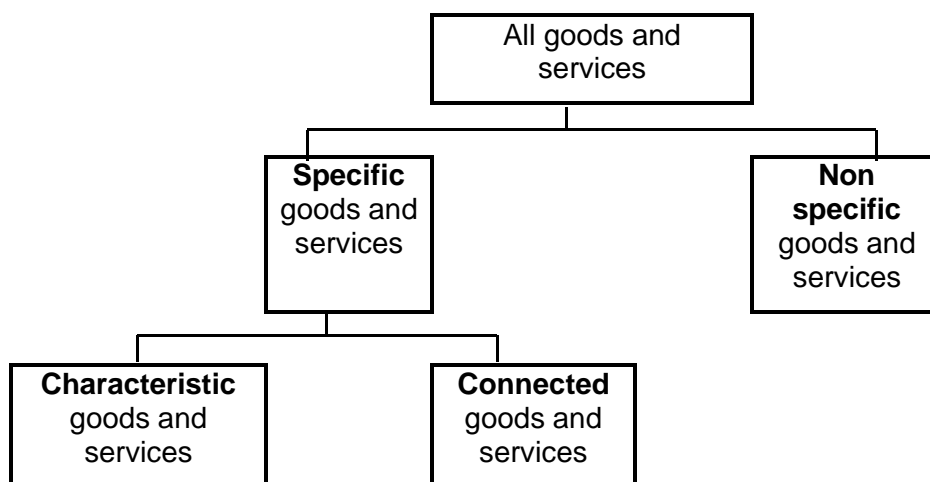 All goods and
services
Specific
goods and
services
Non
specific
goods and
services
Characteristic
goods and
services
Connected
goods and
services